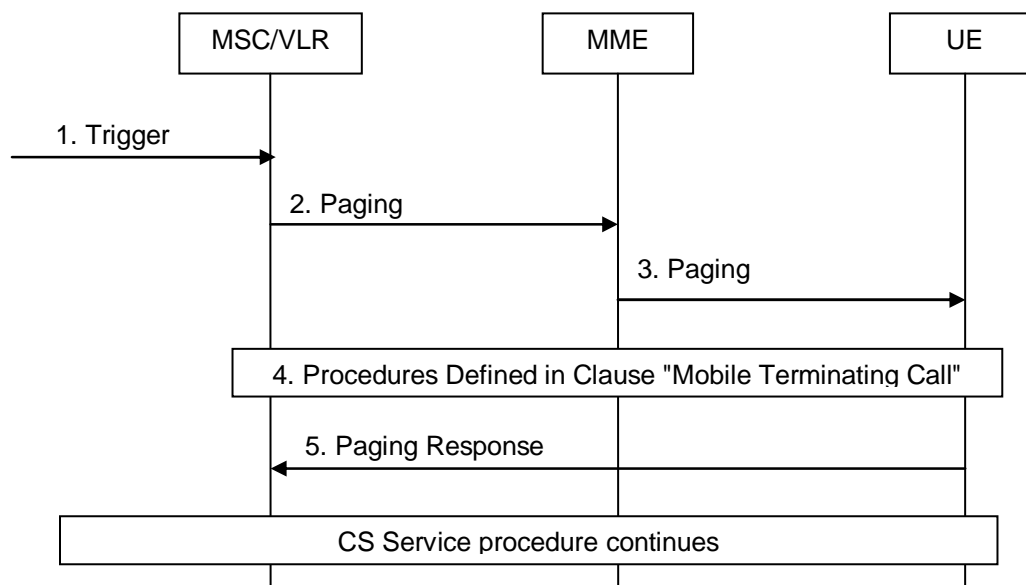 MSC/VLR
MME
UE
1. Trigger
2. Paging
3. Paging
4. Procedures Defined in Clause "Mobile Terminating Call"
5. Paging Response
CS Service procedure continues